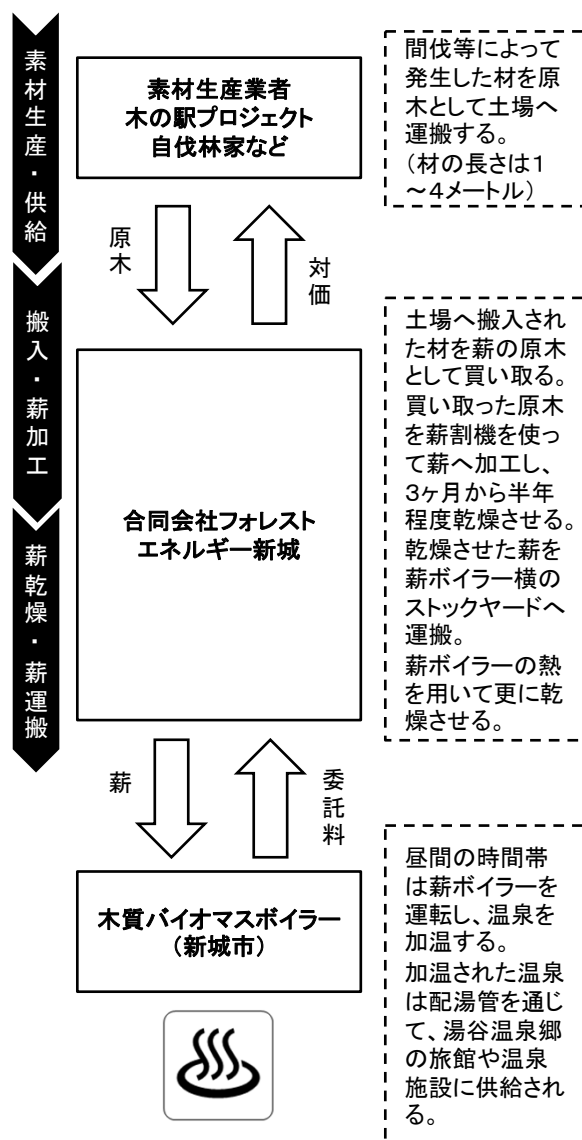 素材生産・供給
素材生産業者
木の駅プロジェクト
自伐林家など
間伐等によって
発生した材を原
木として土場へ
運搬する。
(材の長さは1
～4メートル)
原木
対価
搬入・薪加工
合同会社フォレスト
エネルギー新城
土場へ搬入され
た材を薪の原木
として買い取る。
買い取った原木
を薪割機を使っ
て薪へ加工し、
3ヶ月から半年
程度乾燥させる。
乾燥させた薪を
薪ボイラー横の
ストックヤードへ
運搬。
薪ボイラーの熱
を用いて更に乾
燥させる。
薪乾燥・薪運搬
薪
委託料
木質バイオマスボイラー
(新城市)
昼間の時間帯
は薪ボイラーを
運転し、温泉を
加温する。
加温された温泉
は配湯管を通じ
て、湯谷温泉郷
の旅館や温泉
施設に供給され
る。